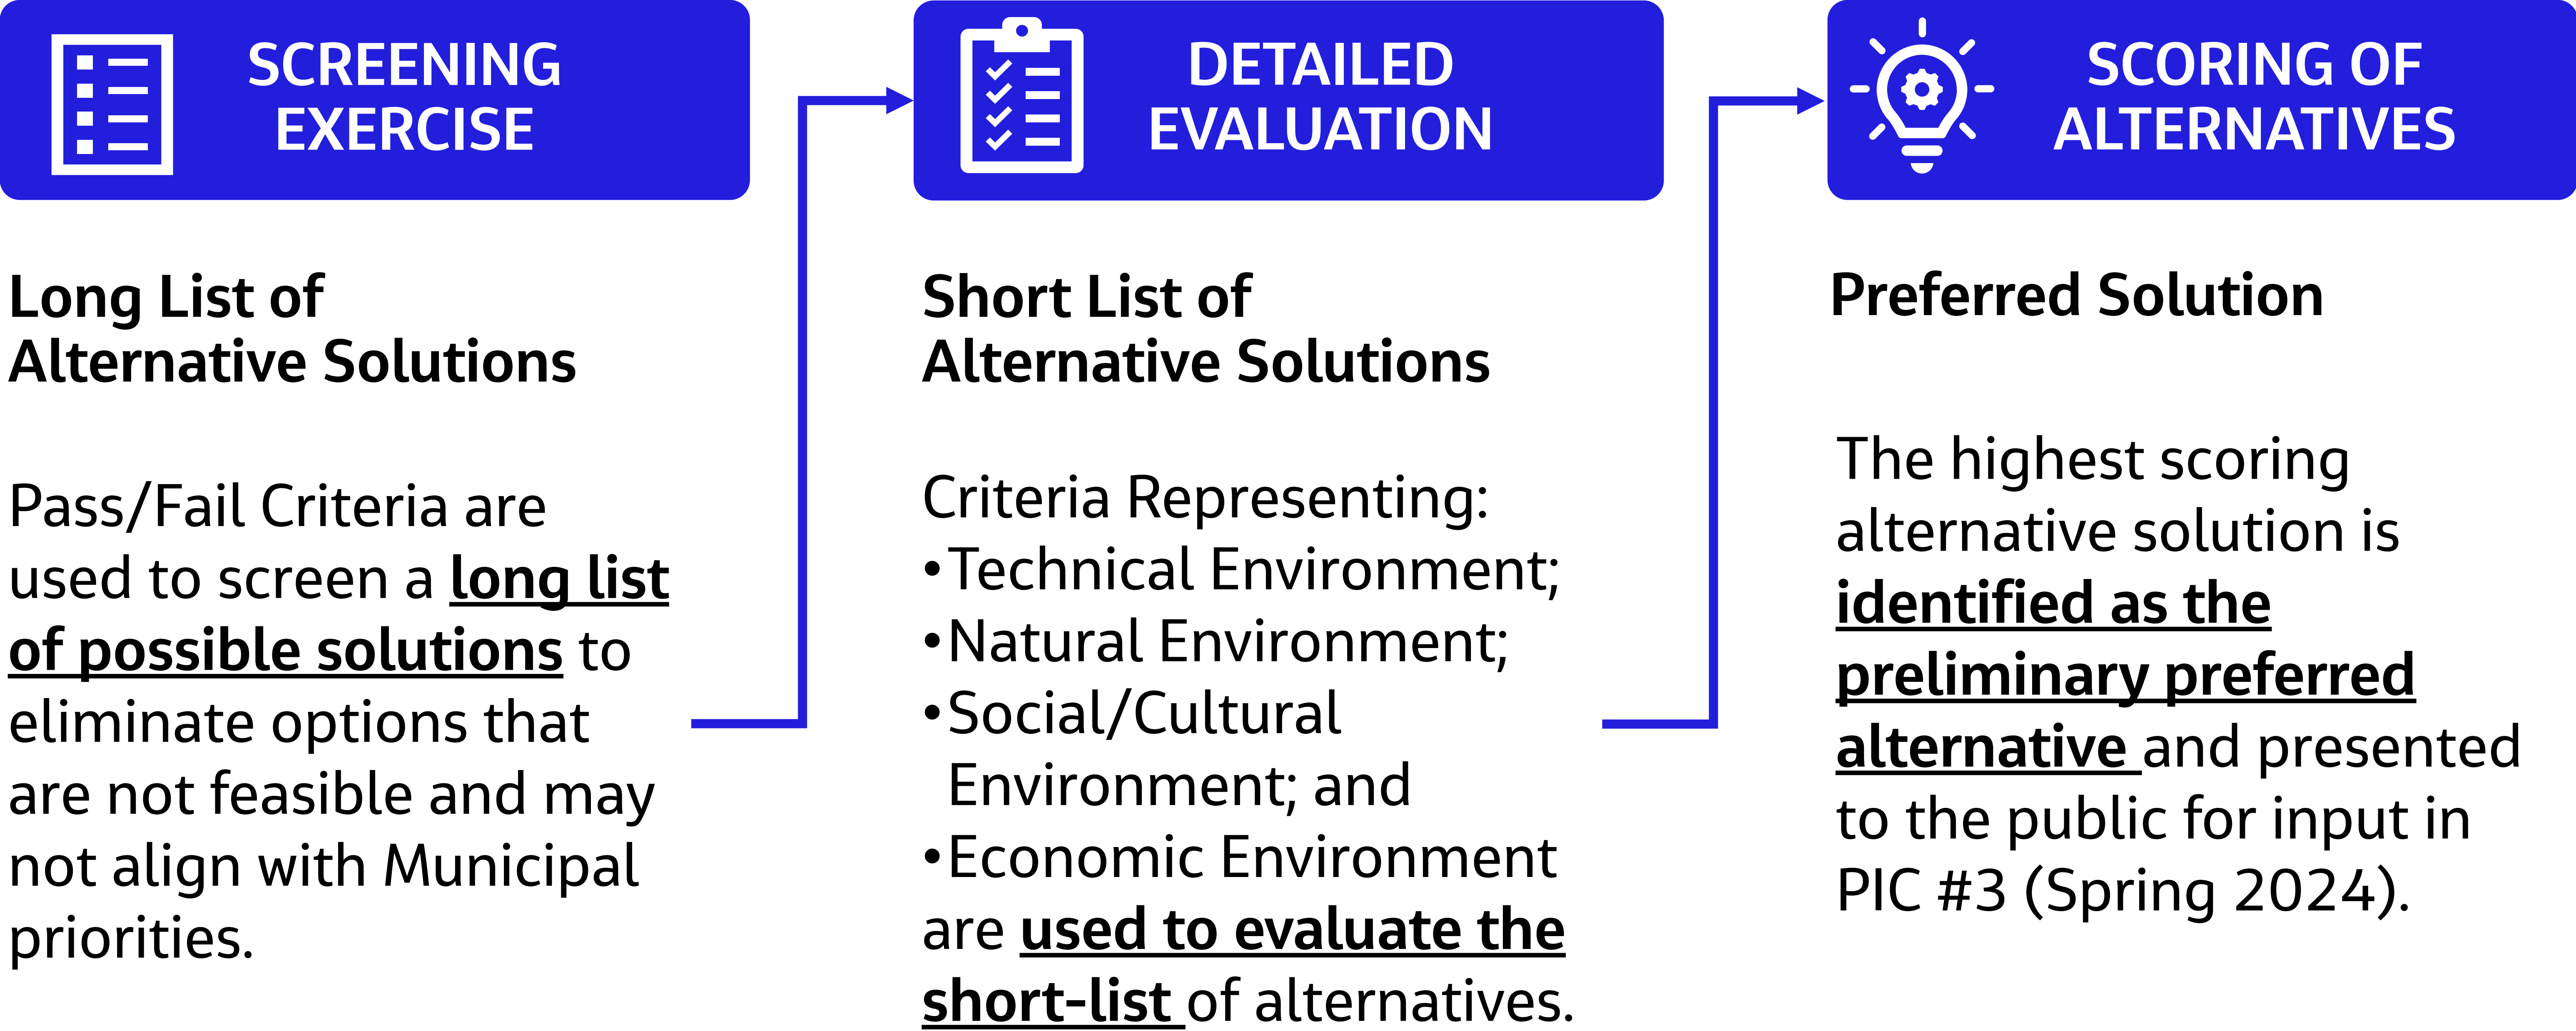 SCREENING
EXERCISE
Long List of
Alternative Solutions
Pass/Fail Criteria are
used to screen a long list
of possible solutions to
eliminate options that
are not feasible and may
not align with Municipal
priorities.
DETAILED
EVALUATION
Short List of
Alternative Solutions
Criteria Representing:
•Technical Environment;
•Natural Environment;
•Social/Cultural
Environment; and
•Economic Environment
are used to evaluate the
short-list of alternatives.
SCORING OF
ALTERNATIVES
Preferred Solution
The highest scoring
alternative solution is
identified as the
preliminary preferred
alternative and presented
to the public for input in
PIC #3 (Spring 2024).